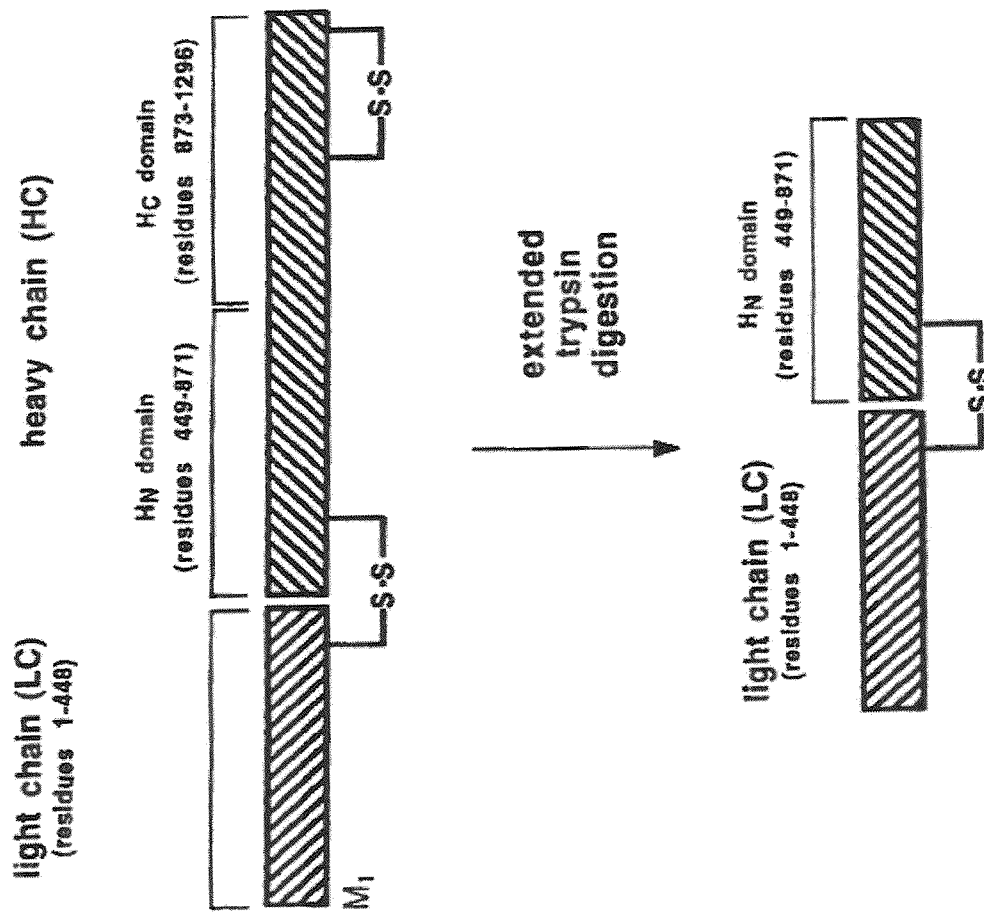 light chain (LC)
(residues 1-448)
heavy chain (HC)
HN domain
(residues 449-871)
HC domain
(residues 873-1296)
S·S
S·S
M1
extended
trypsin
digestion
light chain (LC)
(residues 1-448)
HN domain
(residues 449-871)
S·S